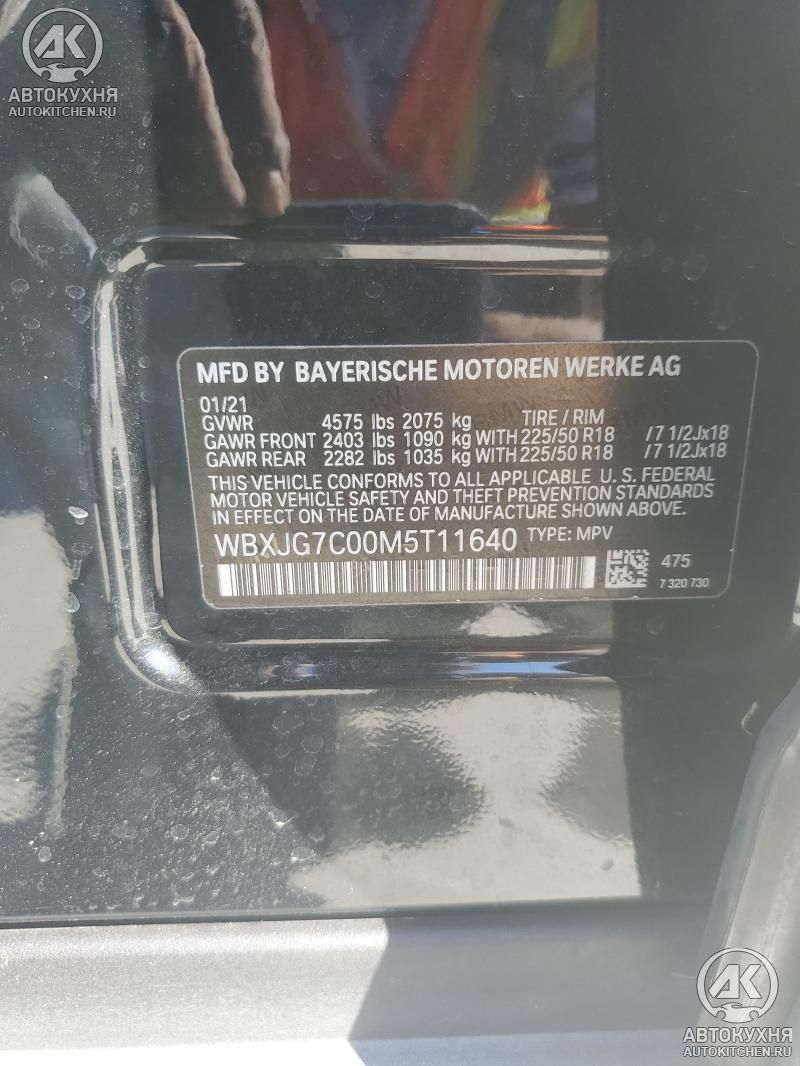 АК
АВТОКУХНЯ
AUTOKITCHEN.RU
MFD BY BAYERISCHE MOTOREN WERKE AG
01/21
GVWR 4575 lbs 2075 kg TIRE / RIM
GAWR FRONT 2403 lbs 1090 kg WITH 225/50 R18 /7 1/2Jx18
GAWR REAR 2282 lbs 1035 kg WITH 225/50 R18 /7 1/2Jx18
THIS VEHICLE CONFORMS TO ALL APPLICABLE U. S. FEDERAL
MOTOR VEHICLE SAFETY AND THEFT PREVENTION STANDARDS
IN EFFECT ON THE DATE OF MANUFACTURE SHOWN ABOVE.
WBXJG7C00M5T11640 TYPE: MPV
475
7 320 730
АК
АВТОКУХНЯ
AUTOKITCHEN.RU